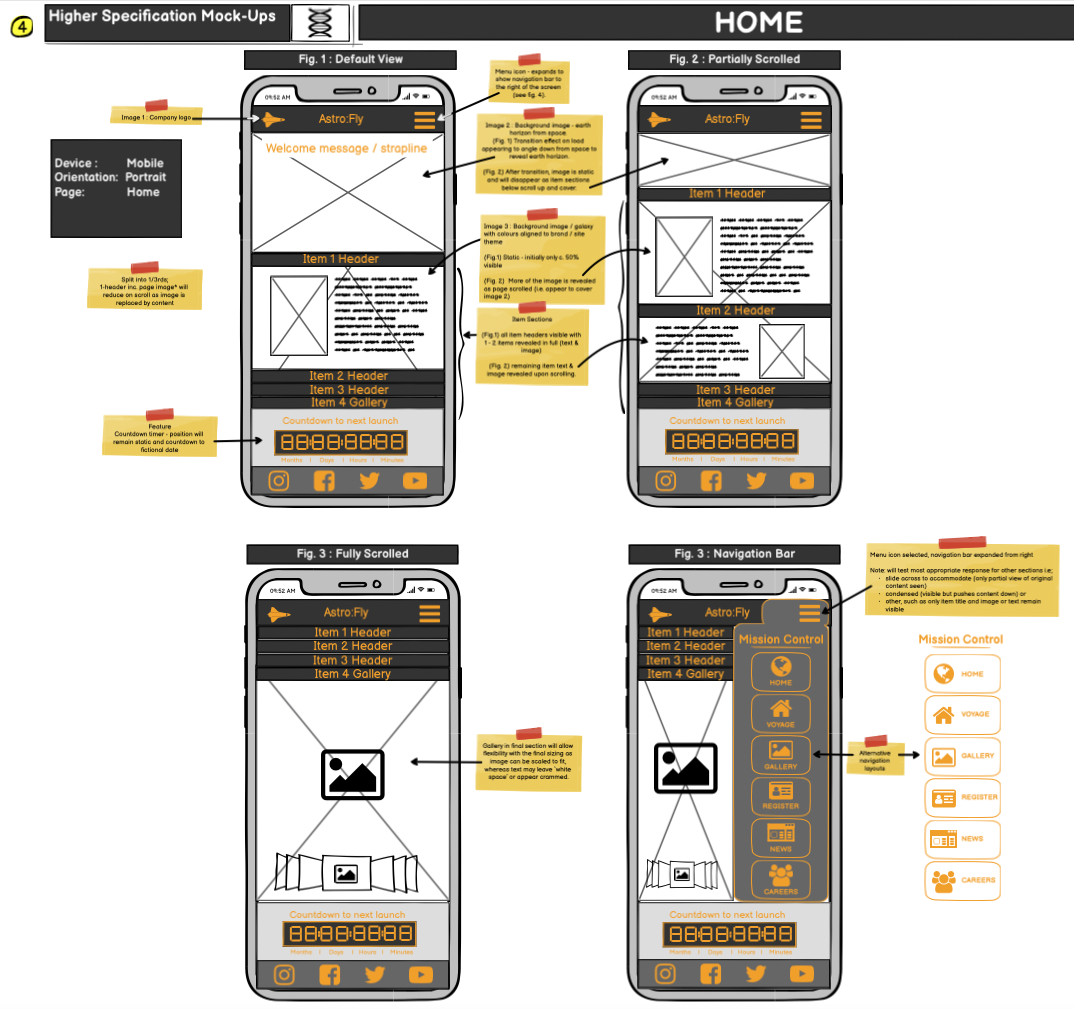 4
Higher Specification Mock-Ups
HOME
Fig. 1 : Default View
Fig. 2 : Partially Scrolled
Menu icon - expands to
show navigation bar to
the right of the screen
(see fig. 4).
Image 1 : Company logo
Device : Mobile
Orientation: Portrait
Page: Home
09:52 AM
Astro:Fly
Welcome message / strapline
Image 2 : Background image - earth
horizon from space
(Fig. 1) Transition effect on load
appearing to angle down from space to
reveal earth horizon.
(Fig. 2) After transition, image is static
and will disappear as item sections
below scroll up and cover.
09:52 AM
Astro:Fly
Item 1 Header
Image 3 : Background image / galaxy
with colours aligned to brand / site
theme
(Fig.1) Static - initially only c. 50%
visible
(Fig. 2) More of the image is revealed
as page scrolled (i.e. appear to cover
image 2)
Item 1 Header
Split into 1/3rds;
1-header inc. page image* will
reduce on scroll as image is
replaced by content
Item Sections
(Fig.1) all item headers visible with
1 - 2 items revealed in full (text &
image)
(Fig. 2) remaining item text &
image revealed upon scrolling.
Item 2 Header
Item 2 Header
Item 3 Header
Item 4 Gallery
Item 3 Header
Item 4 Gallery
Feature
Countdown timer - position will
remain static and countdown to
fictional date
Countdown to next launch
88:88:88:88
Months | Days | Hours | Minutes
Countdown to next launch
88:88:88:88
Months | Days | Hours | Minutes
Fig. 3 : Fully Scrolled
Fig. 3 : Navigation Bar
Menu icon selected, navigation bar expanded from right
Note: will test most appropriate response for other sections i.e;
• slide across to accommodate (only partial view of original
content seen)
• condensed (visible but pushes content down) or
• other, such as only item title and image or text remain
visible
09:52 AM
Astro:Fly
Item 1 Header
Item 2 Header
Item 3 Header
Item 4 Gallery
09:52 AM
Astro:Fly
Item 1 Header
Item 2 Header
Item 3 Header
Item 4 Gallery
Mission Control
HOME
VOYAGE
GALLERY
REGISTER
NEWS
CAREERS
Mission Control
HOME
VOYAGE
GALLERY
REGISTER
NEWS
CAREERS
Gallery in final section will allow
flexibility with the final sizing as
image can be scaled to fit,
whereas text may leave 'white
space' or appear crammed.
Alternative
navigation
layouts
Countdown to next launch
88:88:88:88
Months | Days | Hours | Minutes
Countdown to next launch
88:88:88:88
Months | Days | Hours | Minutes